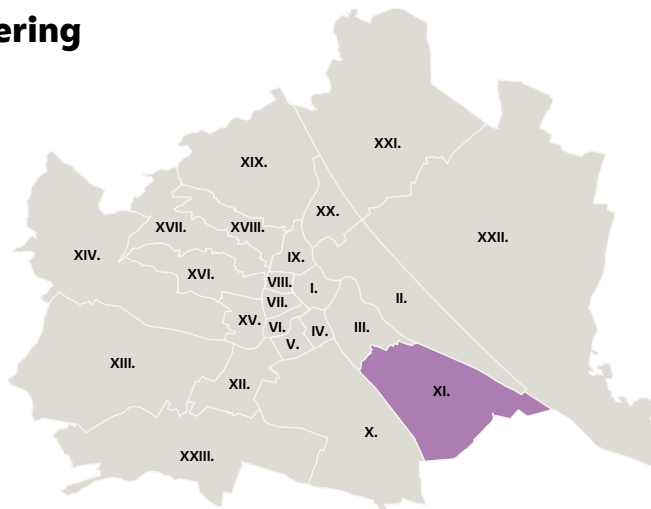 ering
XXI.
XIX.
XX.
XVII.
XVIII.
XXII.
XIV.
IX.
XVI.
VIII.
I.
II.
VII.
XV.
VI.
IV.
III.
V.
XIII.
XII.
XI.
X.
XXIII.